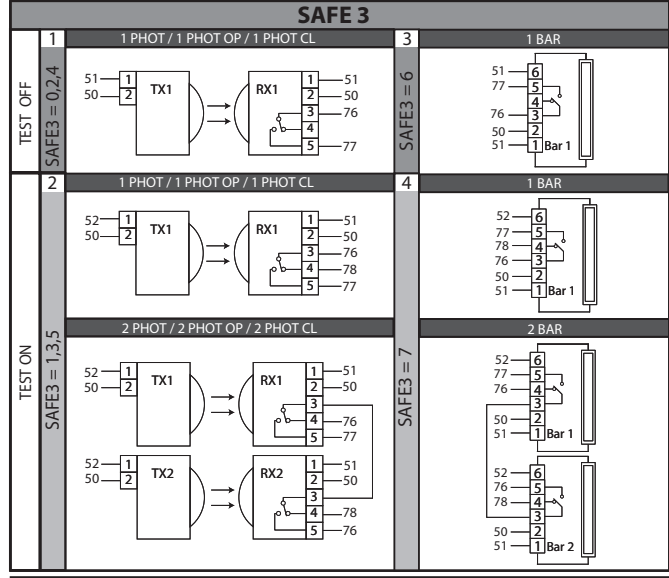 SAFE 3
1 1 PHOT / 1 PHOT OP / 1 PHOT CL
TEST OFF
SAFE3 = 0,2,4
51 1 TX1 RX1 1 51
50 2 2 50
3 76
4
5 77
3 1 BAR
SAFE3 = 6
51 6
77 5
4
76 3
50 2
51 1 Bar 1
2 1 PHOT / 1 PHOT OP / 1 PHOT CL
TEST ON
SAFE3 = 1,3,5
52 1 TX1 RX1 1 51
50 2 2 50
3 76
4 78
5 77
2 PHOT / 2 PHOT OP / 2 PHOT CL
52 1 TX1 RX1 1 51
50 2 2 50
3
4 76
5 77
52 1 TX2 RX2 1 51
50 2 2 50
3
4 78
5 76
4 1 BAR
SAFE3 = 7
52 6
77 5
78 4
76 3
50 2
51 1 Bar 1
2 BAR
52 6
77 5
76 4
3
50 2
51 1 Bar 1
52 6
76 5
78 4
3
50 2
51 1 Bar 2